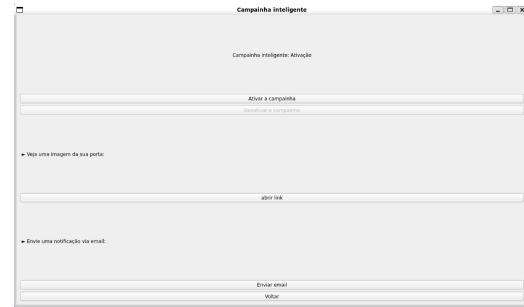 Campainha inteligente
Campainha inteligente: Ativação
Ativar a campainha
Desativar a campainha
► Veja uma imagem da sua porta:
abrir link
► Envie uma notificação via email:
Enviar email
Voltar